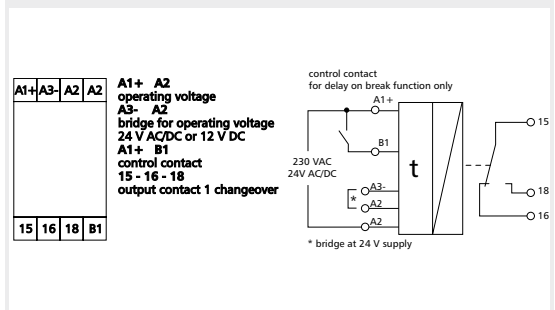 A1+ A3- A2 A2
15 16 18 B1
A1+ A2
operating voltage
A3- A2
bridge for operating voltage
24 V AC/DC or 12 V DC
A1+ B1
control contact
15 - 16 - 18
output contact 1 changeover
control contact
for delay on break function only
A1+
B1
230 VAC
24V AC/DC
A3-
*
A2
A2
t
15
18
16
* bridge at 24 V supply